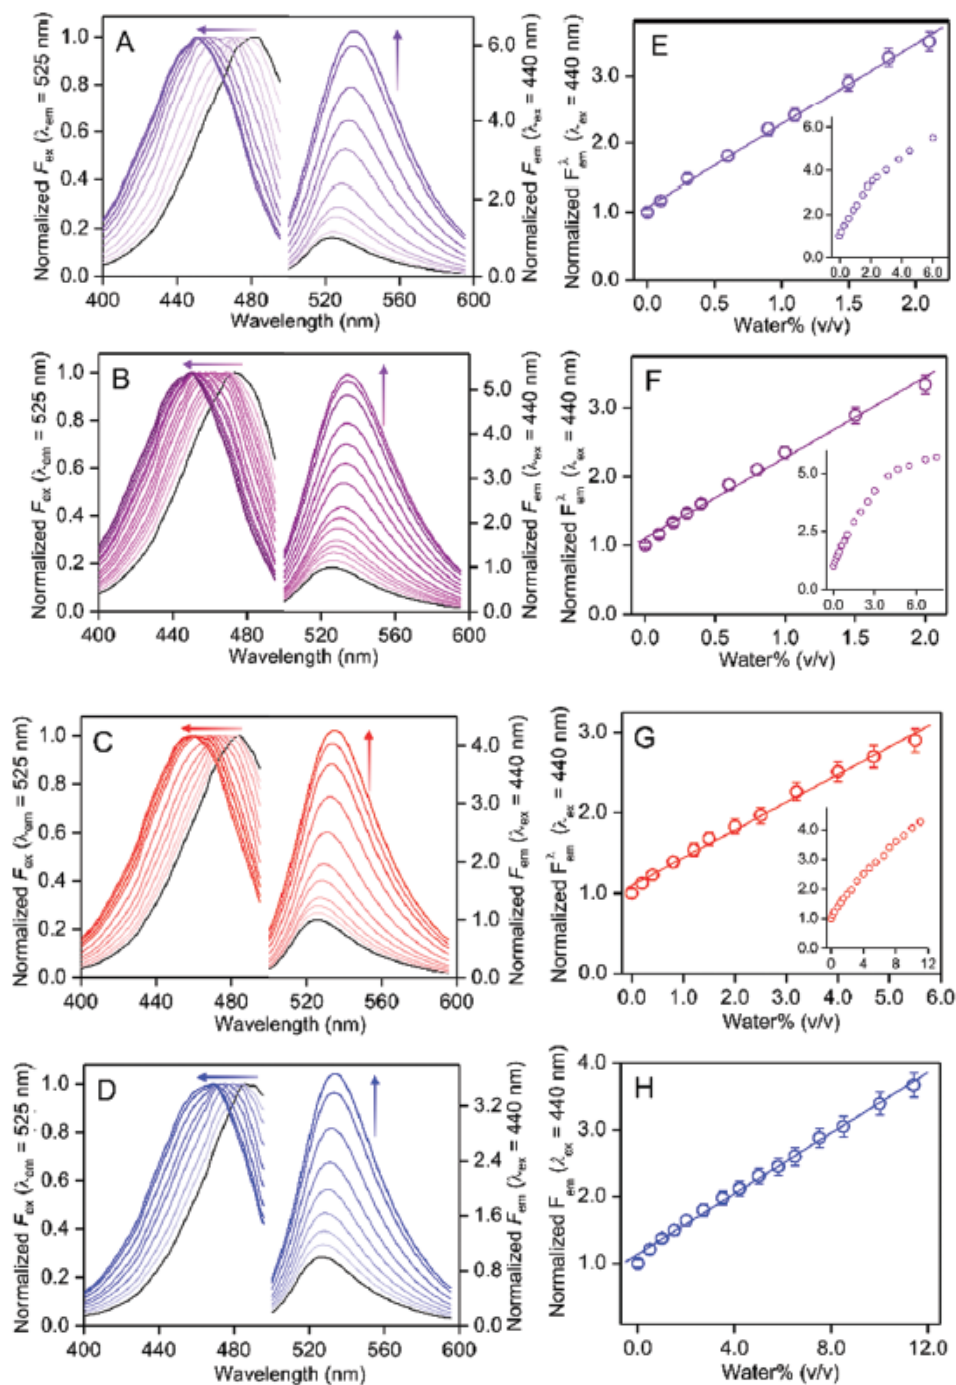 A
Normalized Fex (λem = 525 nm)
1.0
0.8
0.6
0.4
0.2
0.0
Normalized Fem (λex = 440 nm)
6.0
4.0
2.0
0.0
400 440 480 520 560 600
Wavelength (nm)
E
Normalized Fλem (λex = 440 nm)
3.0
2.0
1.0
0.0
6.0
4.0
2.0
0.0
0.0 2.0 4.0 6.0
0.0 0.5 1.0 1.5 2.0
Water% (v/v)
B
Normalized Fex (λem = 525 nm)
1.0
0.8
0.6
0.4
0.2
0.0
Normalized Fem (λex = 440 nm)
5.0
4.0
3.0
2.0
1.0
0.0
400 440 480 520 560 600
Wavelength (nm)
F
Normalized Fλem (λex = 440 nm)
3.0
2.0
1.0
0.0
5.0
2.5
0.0
0.0 3.0 6.0
0.0 0.5 1.0 1.5 2.0
Water% (v/v)
C
Normalized Fex (λem = 525 nm)
1.0
0.8
0.6
0.4
0.2
0.0
Normalized Fem (λex = 440 nm)
4.0
3.0
2.0
1.0
0.0
400 440 480 520 560 600
Wavelength (nm)
G
Normalized Fλem (λex = 440 nm)
3.0
2.0
1.0
0.0
4.0
3.0
2.0
1.0
0.0
0 4 8 12
0.0 1.0 2.0 3.0 4.0 5.0 6.0
Water% (v/v)
D
Normalized Fex (λem = 525 nm)
1.0
0.8
0.6
0.4
0.2
0.0
Normalized Fem (λex = 440 nm)
3.2
2.4
1.6
0.8
0.0
400 440 480 520 560 600
Wavelength (nm)
H
Normalized Fem (λex = 440 nm)
4.0
3.0
2.0
1.0
0.0 4.0 8.0 12.0
Water% (v/v)